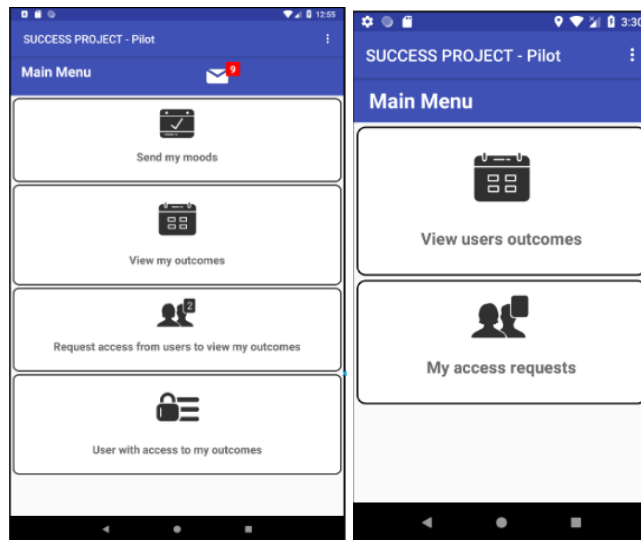 12:55
SUCCESS PROJECT - Pilot
Main Menu
9
Send my moods
View my outcomes
2
Request access from users to view my outcomes
User with access to my outcomes
3:30
SUCCESS PROJECT - Pilot
Main Menu
View users outcomes
My access requests